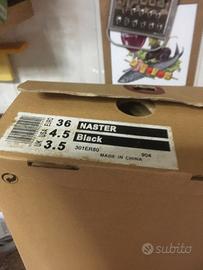 EUR 36
USA 4.5
UK 3.5
NASTER
Black
301ER80
904
MADE IN CHINA
subito